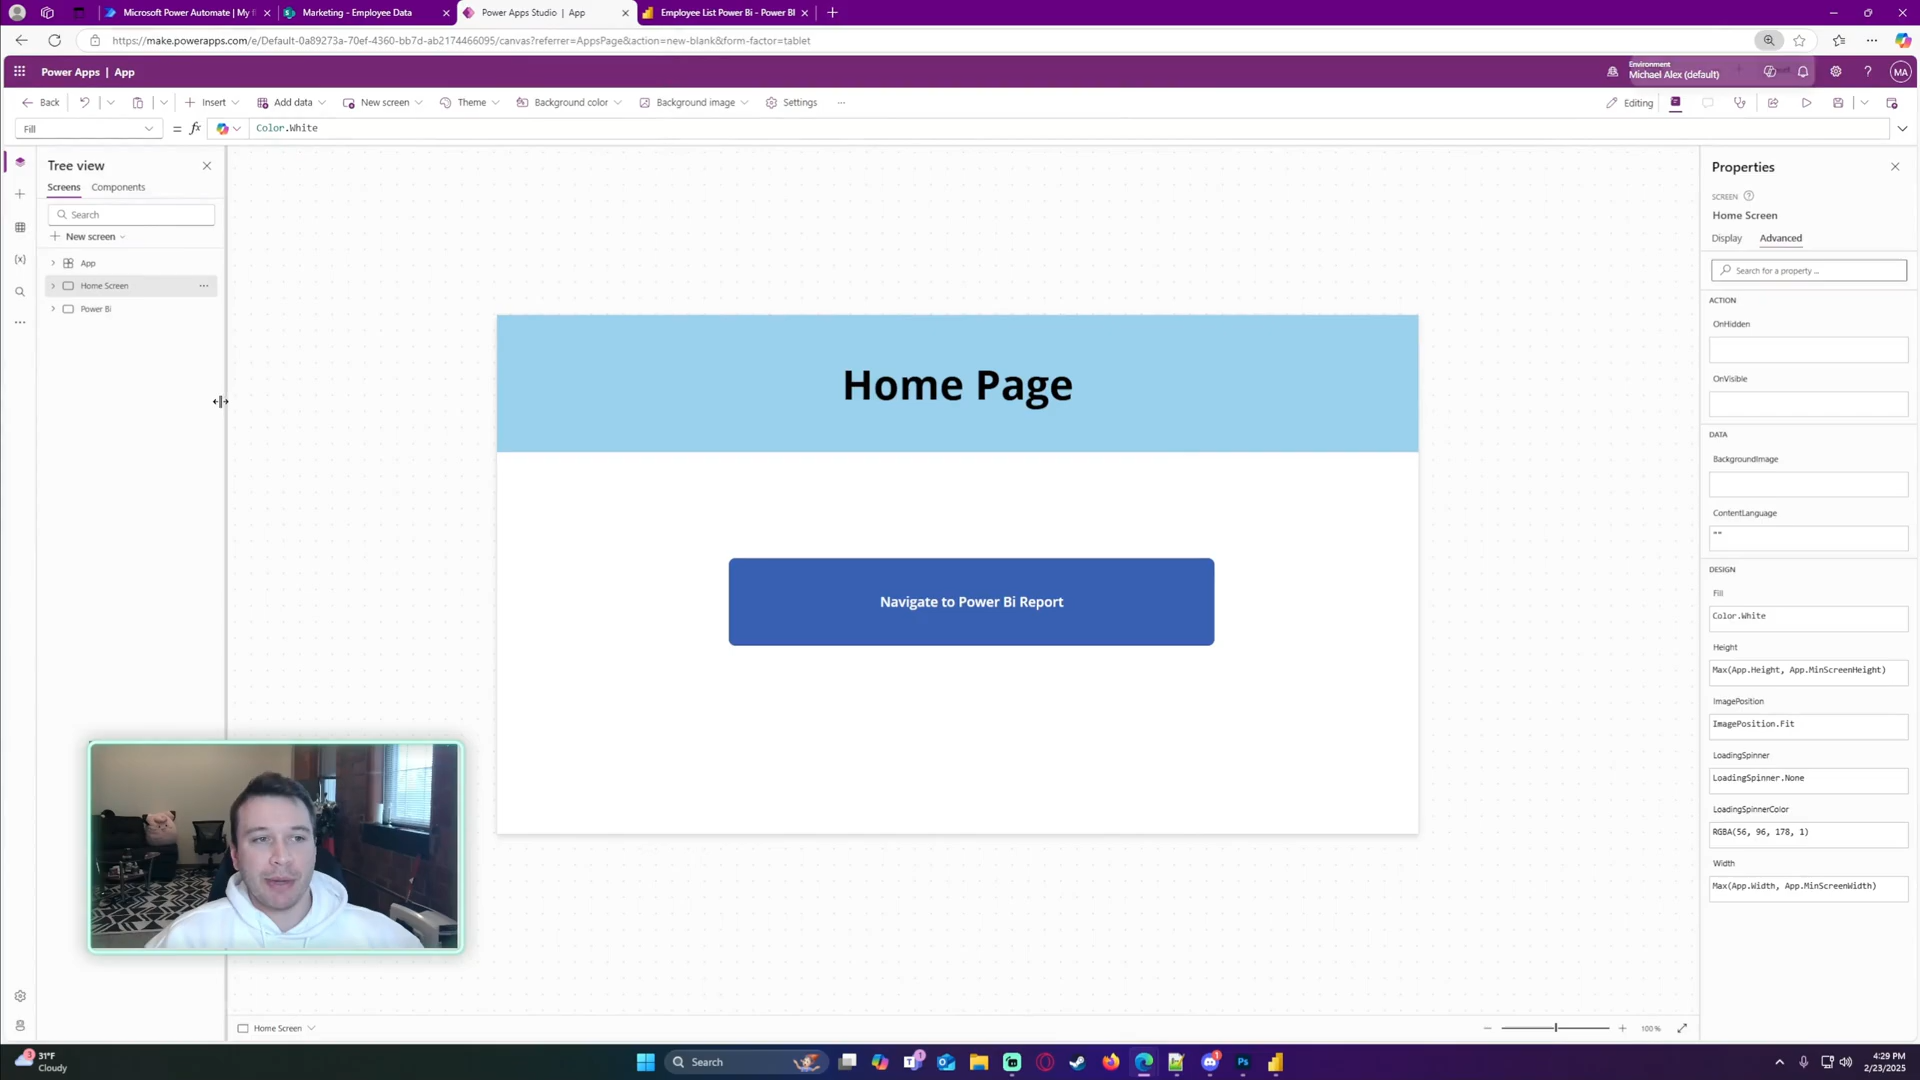 Microsoft Power Automate | My f
Marketing - Employee Data
Power Apps Studio | App
Employee List Power Bi - Power BI
https://make.powerapps.com/e/Default-0a89273a-70ef-4360-bb7d-ab2174466095/canvas?referrer=AppsPage&action=new-blank&form-factor=tablet
Power Apps | App
Environment
Michael Alex (default)
MA
Back
Insert
Add data
New screen
Theme
Background color
Background image
Settings
Editing
Fill
= fx
Color.White
Tree view
Screens
Components
Search
New screen
App
Home Screen
Power Bi
Home Page
Navigate to Power Bi Report
Properties
SCREEN
Home Screen
Display
Advanced
Search for a property ...
ACTION
OnHidden
OnVisible
DATA
BackgroundImage
ContentLanguage
""
DESIGN
Fill
Color.White
Height
Max(App.Height, App.MinScreenHeight)
ImagePosition
ImagePosition.Fit
LoadingSpinner
LoadingSpinner.None
LoadingSpinnerColor
RGBA(56, 96, 178, 1)
Width
Max(App.Width, App.MinScreenWidth)
Home Screen
100 %
3
31°F
Cloudy
Search
1
1
4:29 PM
2/23/2025